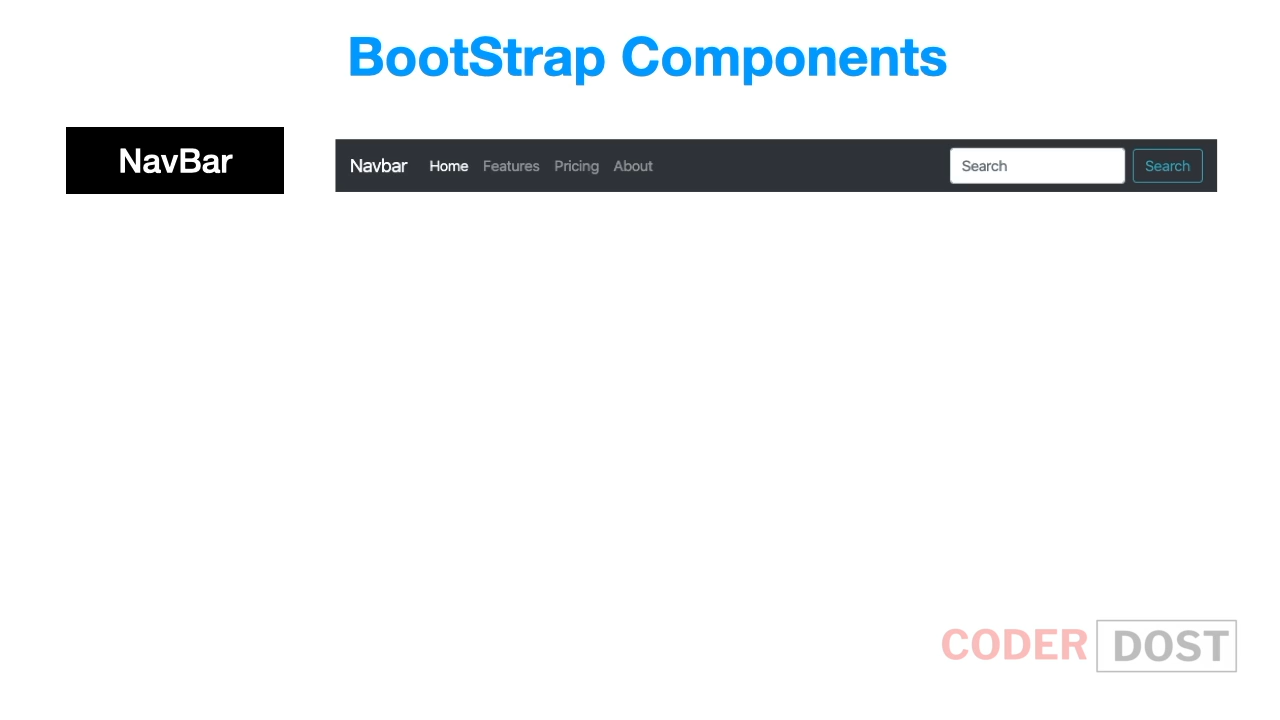 BootStrap Components
NavBar
Navbar Home Features Pricing About Search Search
CODER DOST